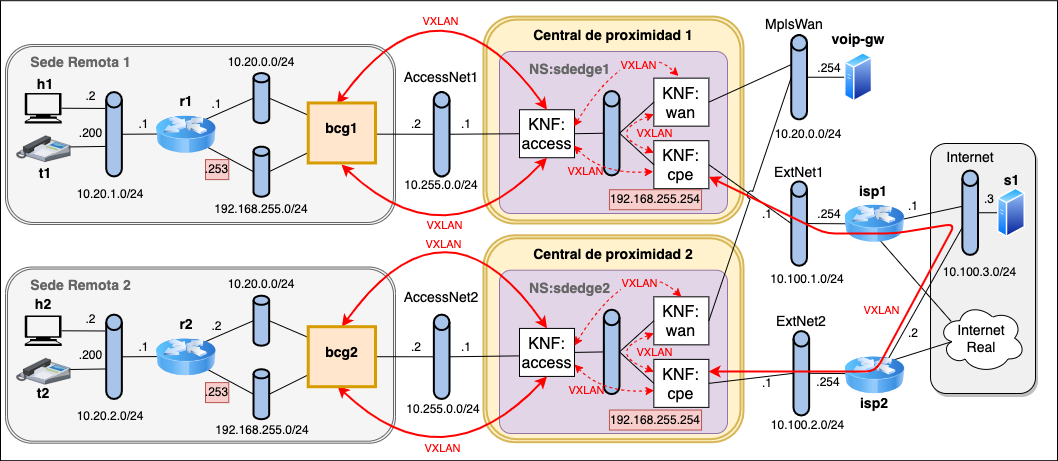 VXLAN
Central de proximidad 1
MplsWan
voip-gw
.254
10.20.0.0/24
Sede Remota 1
10.20.0.0/24
h1
.2
r1
.1
.1
.200
t1
10.20.1.0/24
.253
192.168.255.0/24
bcg1
AccessNet1
.2
.1
10.255.0.0/24
VXLAN
NS:sdedge1
VXLAN
KNF:
access
KNF:
wan
VXLAN
KNF:
cpe
VXLAN
192.168.255.254
ExtNet1
.1
.254
10.100.1.0/24
isp1
.1
Internet
s1
.3
10.100.3.0/24
Sede Remota 2
10.20.0.0/24
h2
.2
r2
.2
.1
.200
t2
10.20.2.0/24
.253
192.168.255.0/24
bcg2
VXLAN
AccessNet2
.2
.1
10.255.0.0/24
VXLAN
Central de proximidad 2
NS:sdedge2
VXLAN
KNF:
access
KNF:
wan
VXLAN
KNF:
cpe
VXLAN
192.168.255.254
ExtNet2
.1
.254
10.100.2.0/24
VXLAN
isp2
.2
Internet
Real